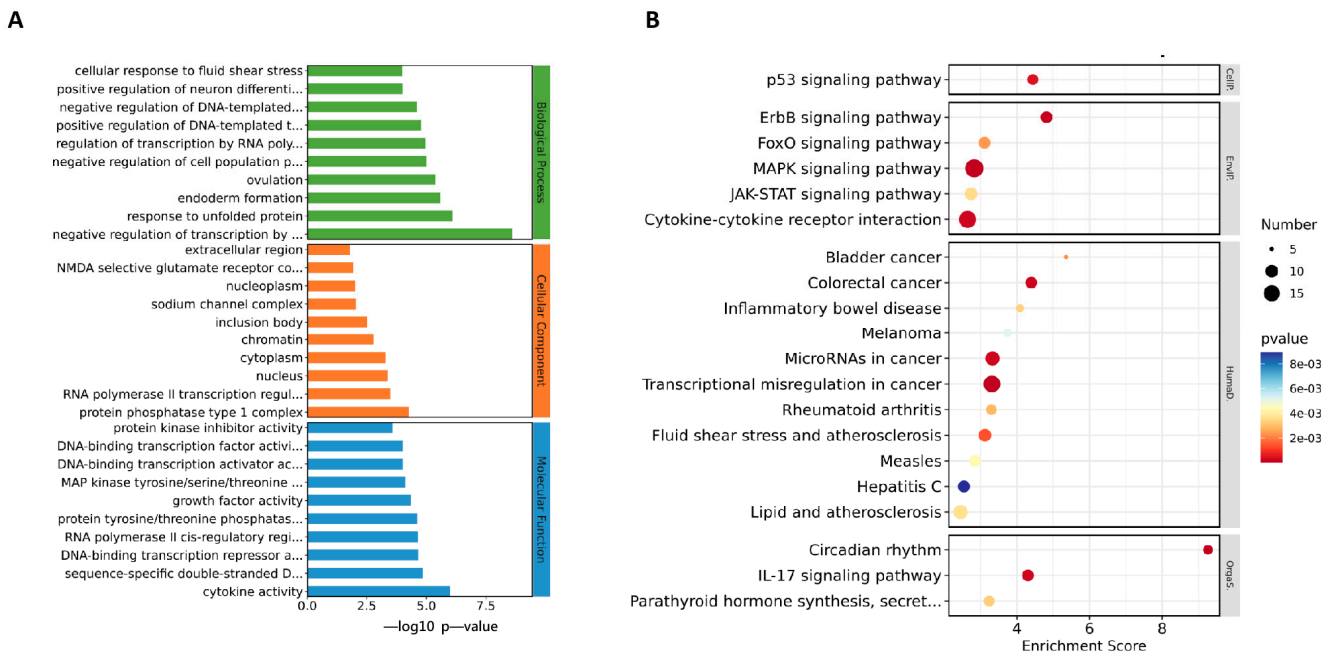 A
cellular response to fluid shear stress
positive regulation of neuron differenti...
negative regulation of DNA-templated...
positive regulation of DNA-templated t...
regulation of transcription by RNA poly...
negative regulation of cell population p...
ovulation
endoderm formation
response to unfolded protein
negative regulation of transcription by ...
Biological Process
extracellular region
NMDA selective glutamate receptor co...
nucleoplasm
sodium channel complex
inclusion body
chromatin
cytoplasm
nucleus
RNA polymerase II transcription regul...
protein phosphatase type 1 complex
Cellular Component
protein kinase inhibitor activity
DNA-binding transcription factor activi...
DNA-binding transcription activator ac...
MAP kinase tyrosine/serine/threonine ...
growth factor activity
protein tyrosine/threonine phosphatas...
RNA polymerase II cis-regulatory regi...
DNA-binding transcription repressor a...
sequence-specific double-stranded D...
cytokine activity
Molecular Function
0.0 2.5 5.0 7.5
—log10 p—value
B
p53 signaling pathway
CellP.
ErbB signaling pathway
FoxO signaling pathway
MAPK signaling pathway
JAK-STAT signaling pathway
Cytokine-cytokine receptor interaction
EnvIP.
Bladder cancer
Colorectal cancer
Inflammatory bowel disease
Melanoma
MicroRNAs in cancer
Transcriptional misregulation in cancer
Rheumatoid arthritis
Fluid shear stress and atherosclerosis
Measles
Hepatitis C
Lipid and atherosclerosis
HumaD.
Circadian rhythm
IL-17 signaling pathway
Parathyroid hormone synthesis, secret...
OrgaS.
4 6 8
Enrichment Score
Number
5
10
15
pvalue
8e-03
6e-03
4e-03
2e-03